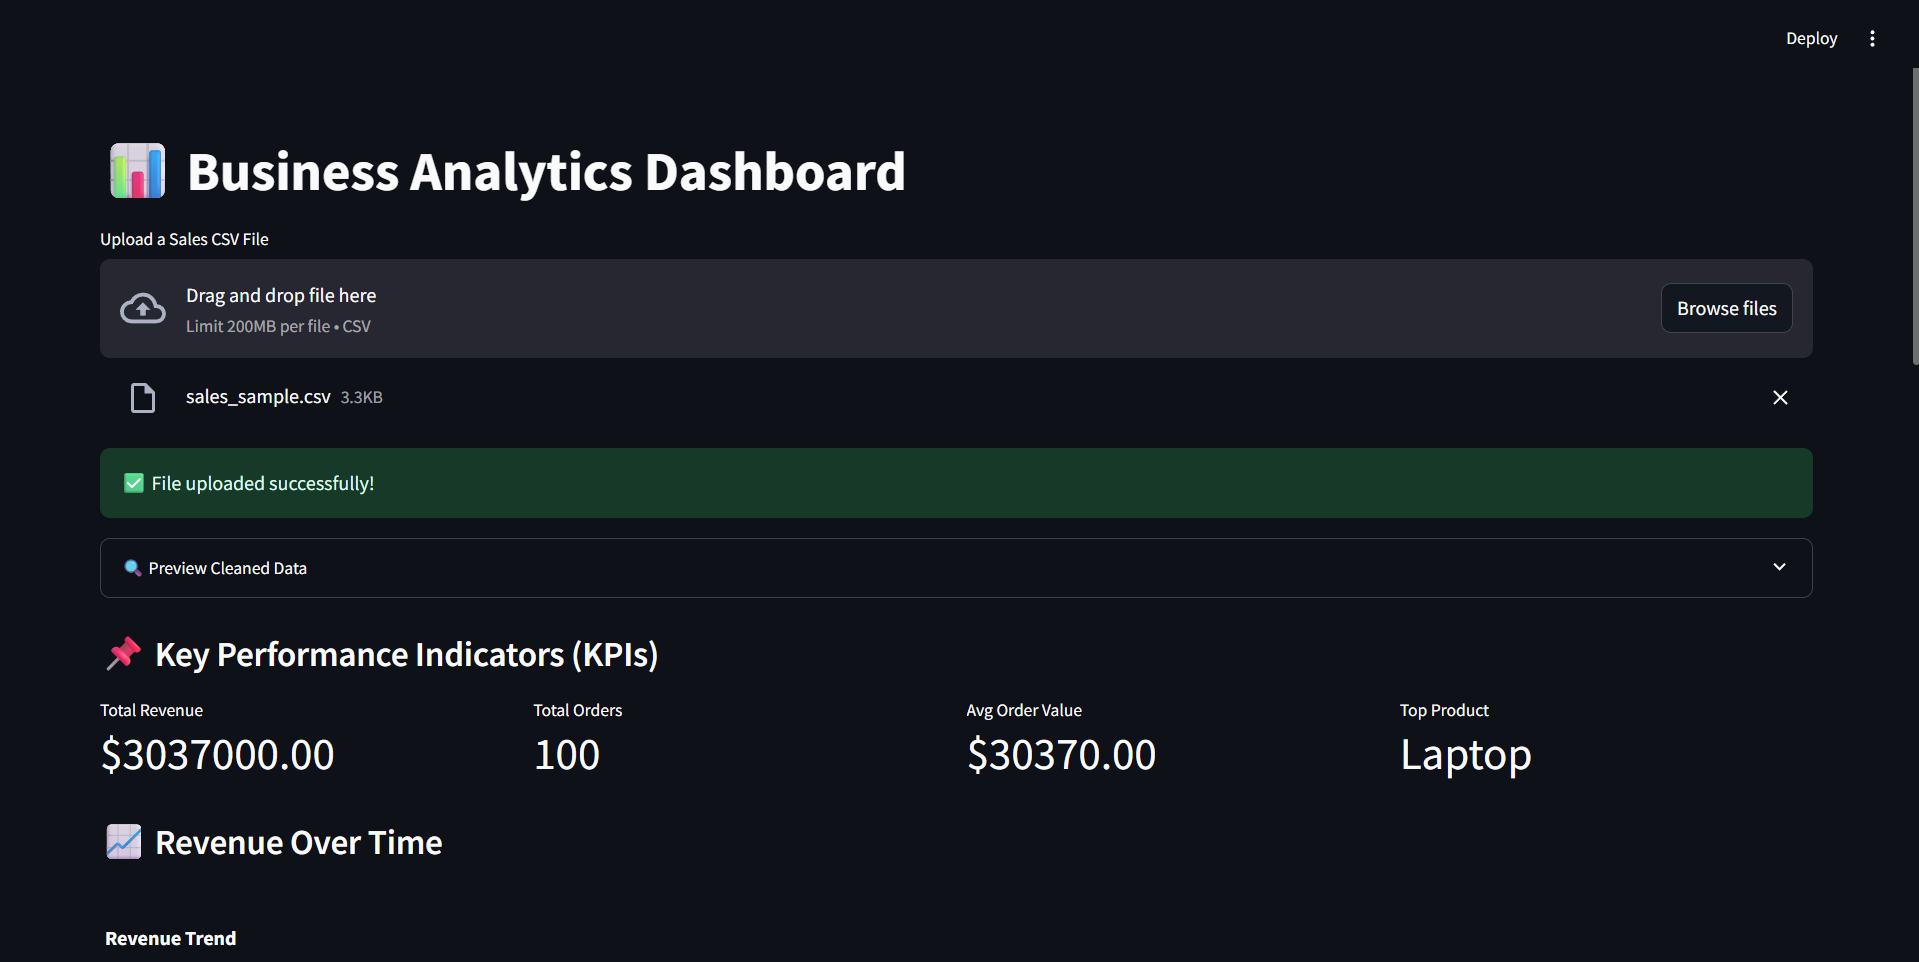 Deploy
Business Analytics Dashboard
Upload a Sales CSV File
Drag and drop file here
Limit 200MB per file • CSV
Browse files
sales_sample.csv 3.3KB
✅ File uploaded successfully!
🔍 Preview Cleaned Data
Key Performance Indicators (KPIs)
Total Revenue
$3037000.00
Total Orders
100
Avg Order Value
$30370.00
Top Product
Laptop
Revenue Over Time
Revenue Trend